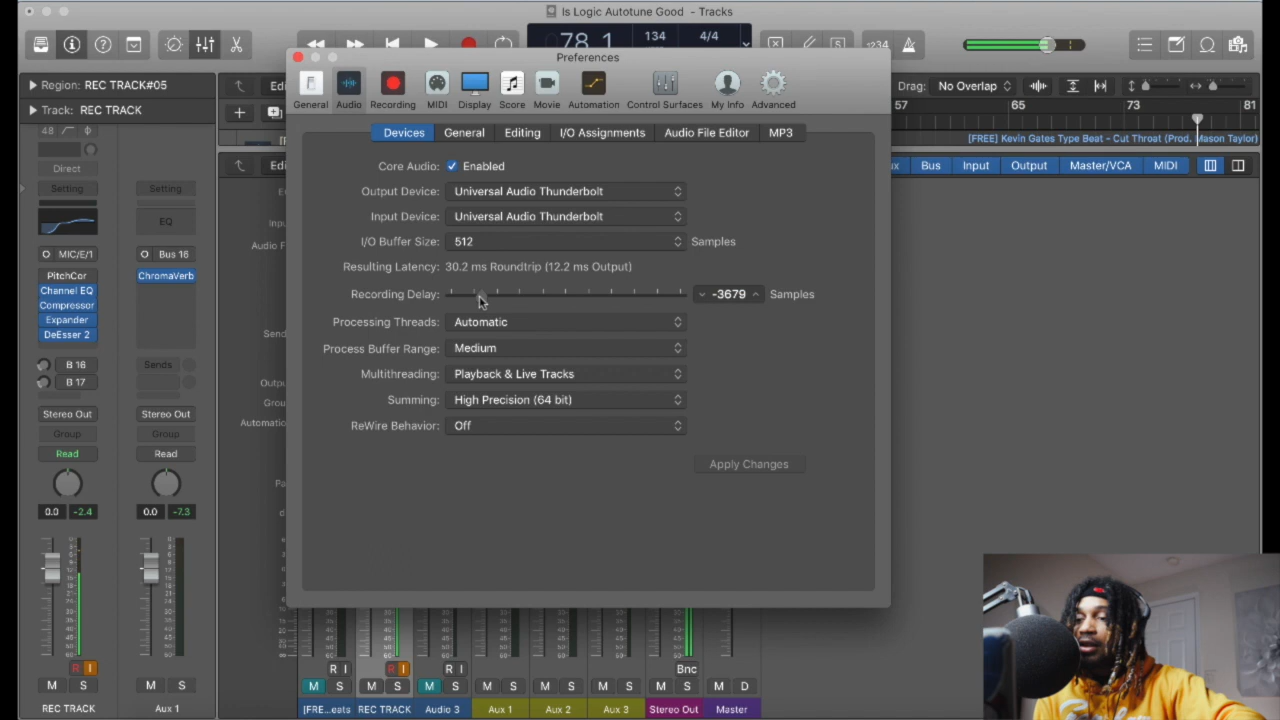 Is Logic Autotune Good - Tracks
78 1
134
4/4
1234
Preferences
General
Audio
Recording
MIDI
Display
Score
Movie
Automation
Control Surfaces
My Info
Advanced
Region: REC TRACK#05
Track: REC TRACK
Drag: No Overlap
57
65
73
81
[FREE] Kevin Gates Type Beat - Cut Throat (Prod. Mason Taylor)
Devices
General
Editing
I/O Assignments
Audio File Editor
MP3
Bus
Input
Output
Master/VCA
MIDI
Core Audio: Enabled
Output Device: Universal Audio Thunderbolt
Input Device: Universal Audio Thunderbolt
I/O Buffer Size: 512 Samples
Resulting Latency: 30.2 ms Roundtrip (12.2 ms Output)
Recording Delay: -3679 Samples
Processing Threads: Automatic
Process Buffer Range: Medium
Multithreading: Playback & Live Tracks
Summing: High Precision (64 bit)
ReWire Behavior: Off
Apply Changes
Direct
Setting
Setting
EQ
MIC/E/1
Bus 16
PitchCor
ChromaVerb
Channel EQ
Compressor
Expander
DeEsser 2
B 16
Sends
B 17
Stereo Out
Stereo Out
Group
Group
Read
Read
0.0 -2.4
0.0 -7.3
R I
M S
M S
REC TRACK
Aux 1
R I
R I
R I
Bnc
M S
M S
M S
M S
M S
M S
M S
M D
[FRE...eats
REC TRACK
Audio 3
Aux 1
Aux 2
Aux 3
Stereo Out
Master